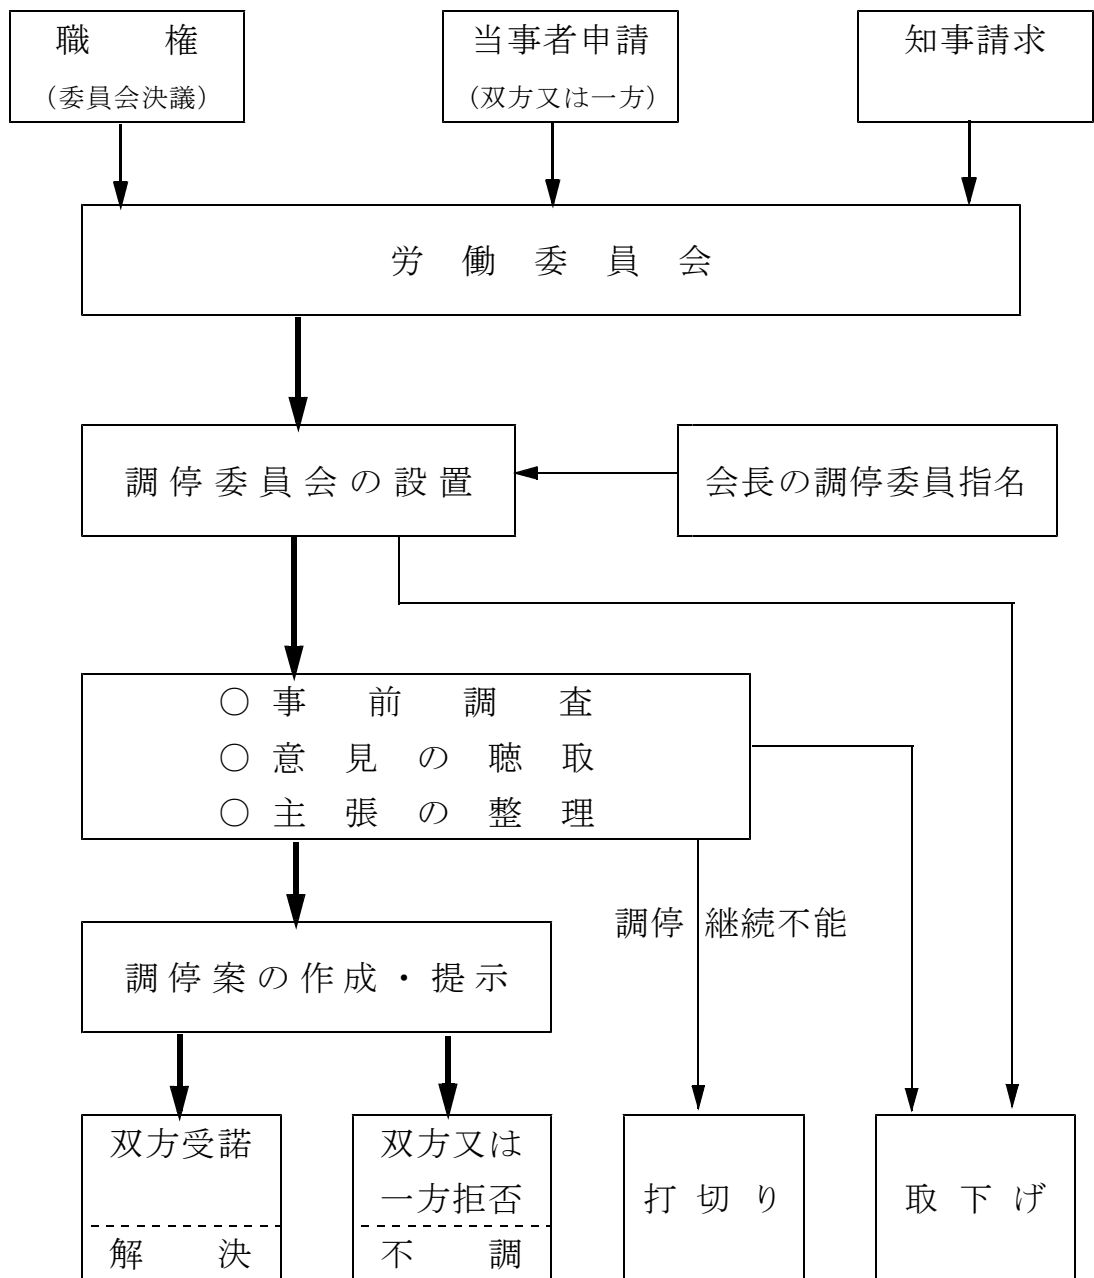 職　権
（委員会決議）
当事者申請
（双方又は一方）
知事請求
労働委員会
調停委員会の設置
会長の調停委員指名
○事前調査
○意見の聴取
○主張の整理
調停継続不能
調停案の作成・提示
双方受諾
解　決
双方又は
一方拒否
不　調
打切り
取下げ